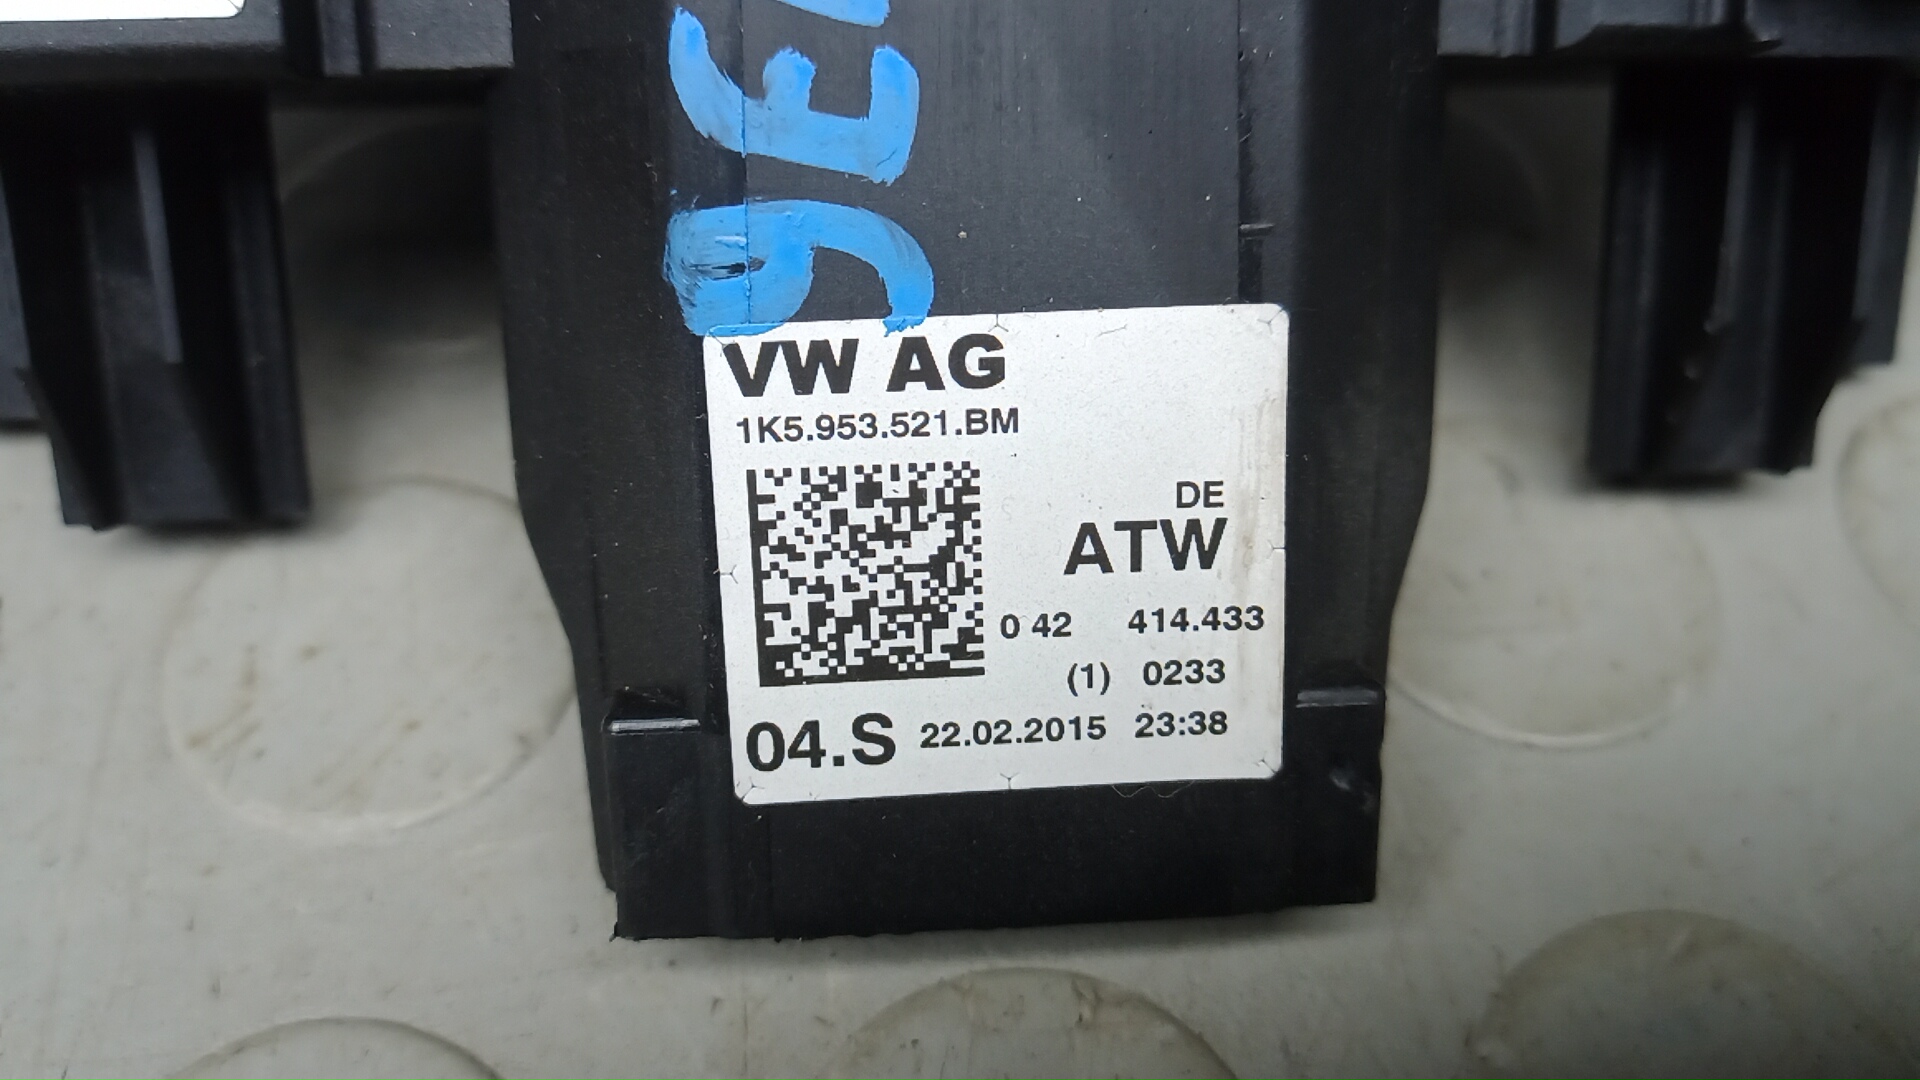 VW AG
1K5.953.521.BM
DE
ATW
0 42 414.433
(1) 0233
04.S 22.02.2015 23:38